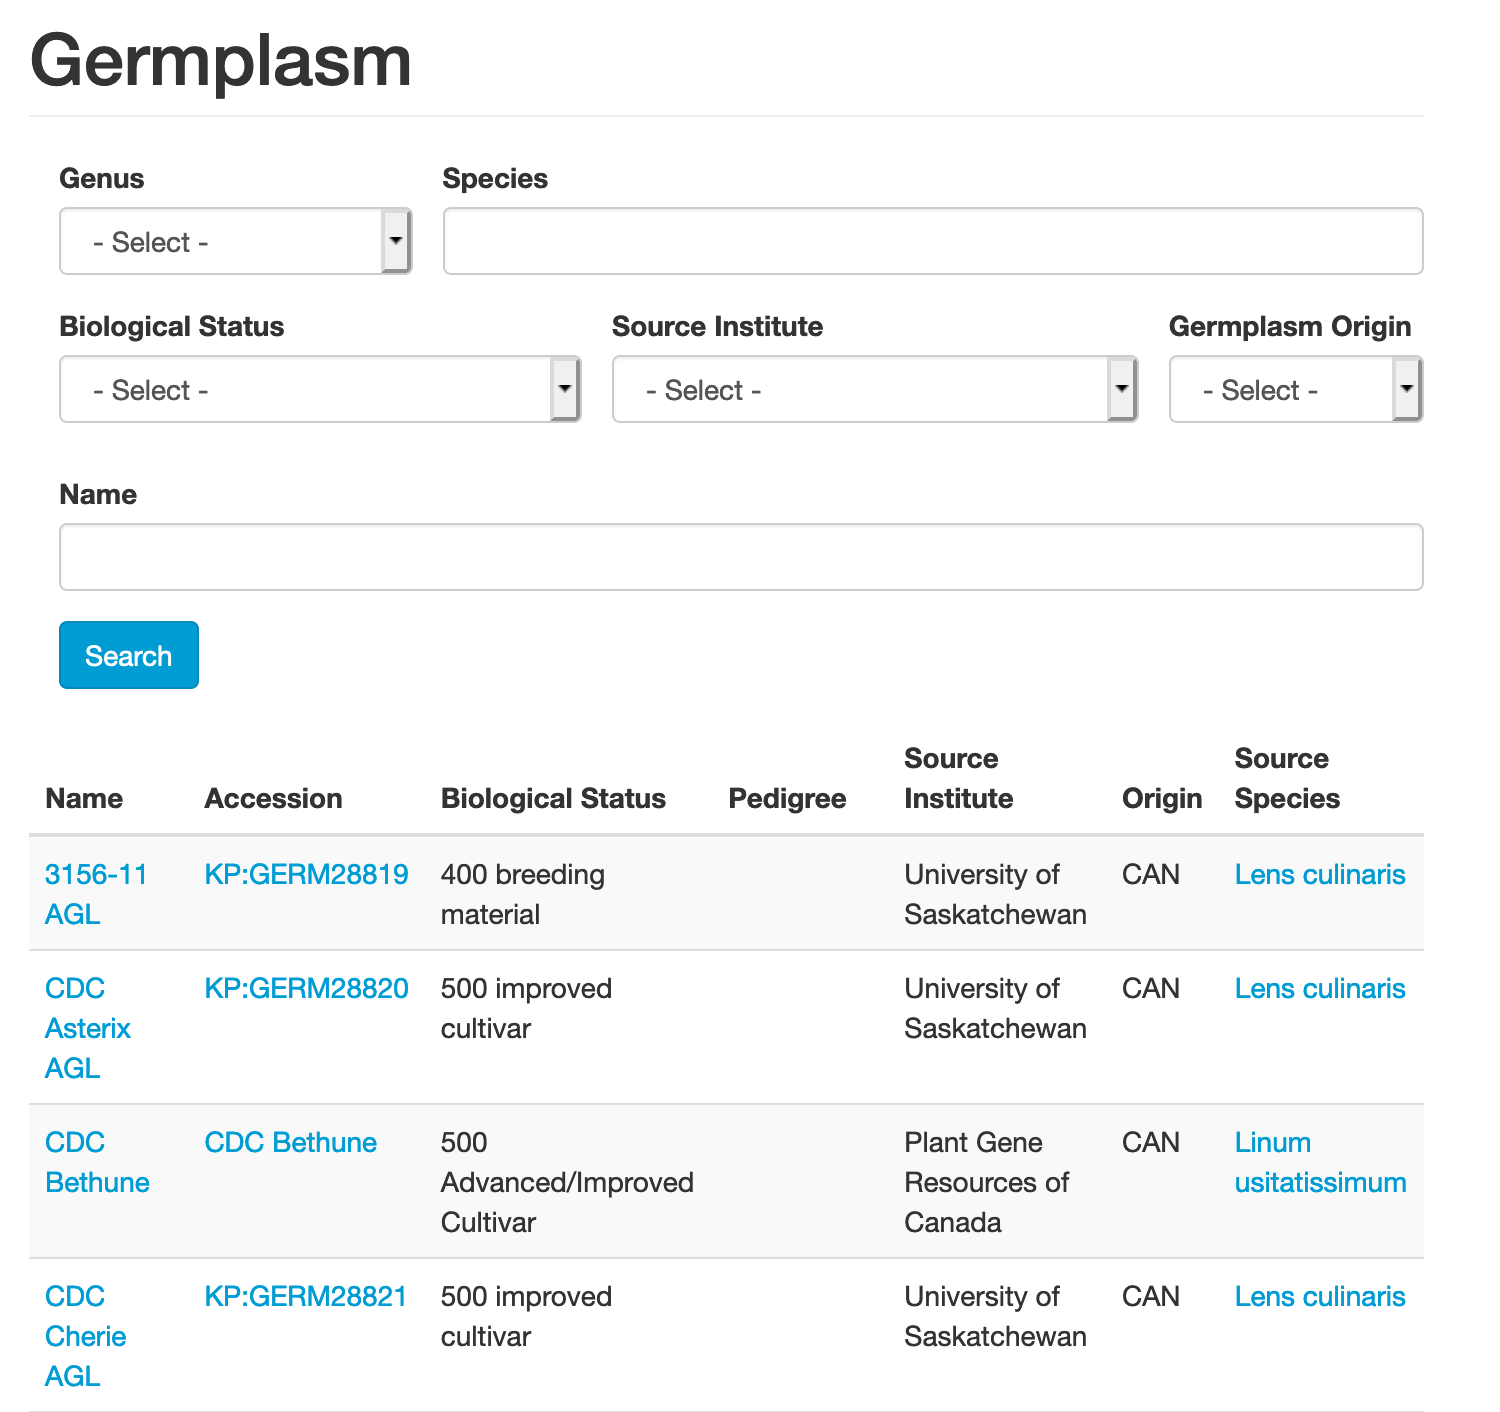 Germplasm
Genus
Species
- Select -
Biological Status
Source Institute
Germplasm Origin
- Select -
- Select -
- Select -
Name
Search
Name
Accession
Biological Status
Pedigree
Source
Institute
Origin
Source
Species
3156-11
AGL
KP:GERM28819
400 breeding
material
University of
Saskatchewan
CAN
Lens culinaris
CDC
Asterix
AGL
KP:GERM28820
500 improved
cultivar
University of
Saskatchewan
CAN
Lens culinaris
CDC
Bethune
CDC Bethune
500
Advanced/Improved
Cultivar
Plant Gene
Resources of
Canada
CAN
Linum
usitatissimum
CDC
Cherie
AGL
KP:GERM28821
500 improved
cultivar
University of
Saskatchewan
CAN
Lens culinaris